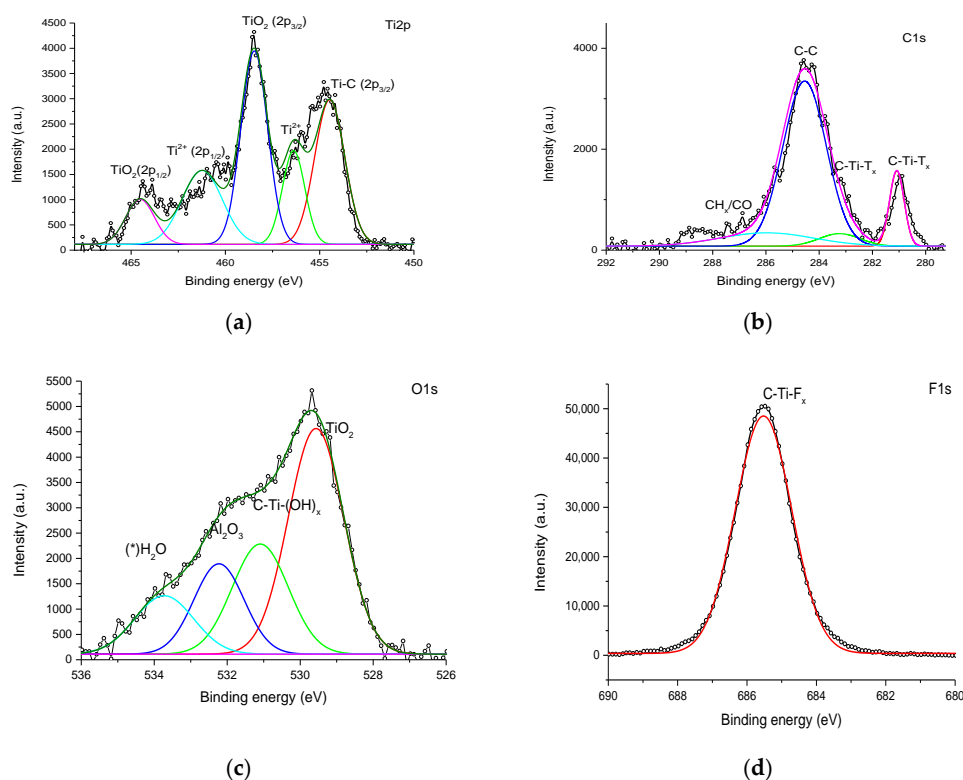 Ti2p
TiO₂ (2p₃/₂)
Ti-C (2p₃/₂)
Ti²⁺
Ti²⁺ (2p₁/₂)
TiO₂(2p₁/₂)
4500
4000
3500
3000
2500
2000
1500
1000
500
0
Intensity (a.u.)
465 460 455 450
Binding energy (eV)
(a)
C1s
C-C
C-Ti-Tₓ
C-Ti-Tₓ
CHₓ/CO
4000
2000
0
Intensity (a.u.)
292 290 288 286 284 282 280
Binding energy (eV)
(b)
O1s
TiO₂
C-Ti-(OH)ₓ
Al₂O₃
(*)H₂O
5500
5000
4500
4000
3500
3000
2500
2000
1500
1000
500
0
Intensity (a.u.)
536 534 532 530 528 526
Binding energy (eV)
(c)
F1s
C-Ti-Fₓ
50,000
40,000
30,000
20,000
10,000
0
Intensity (a.u.)
690 688 686 684 682 680
Binding energy (eV)
(d)